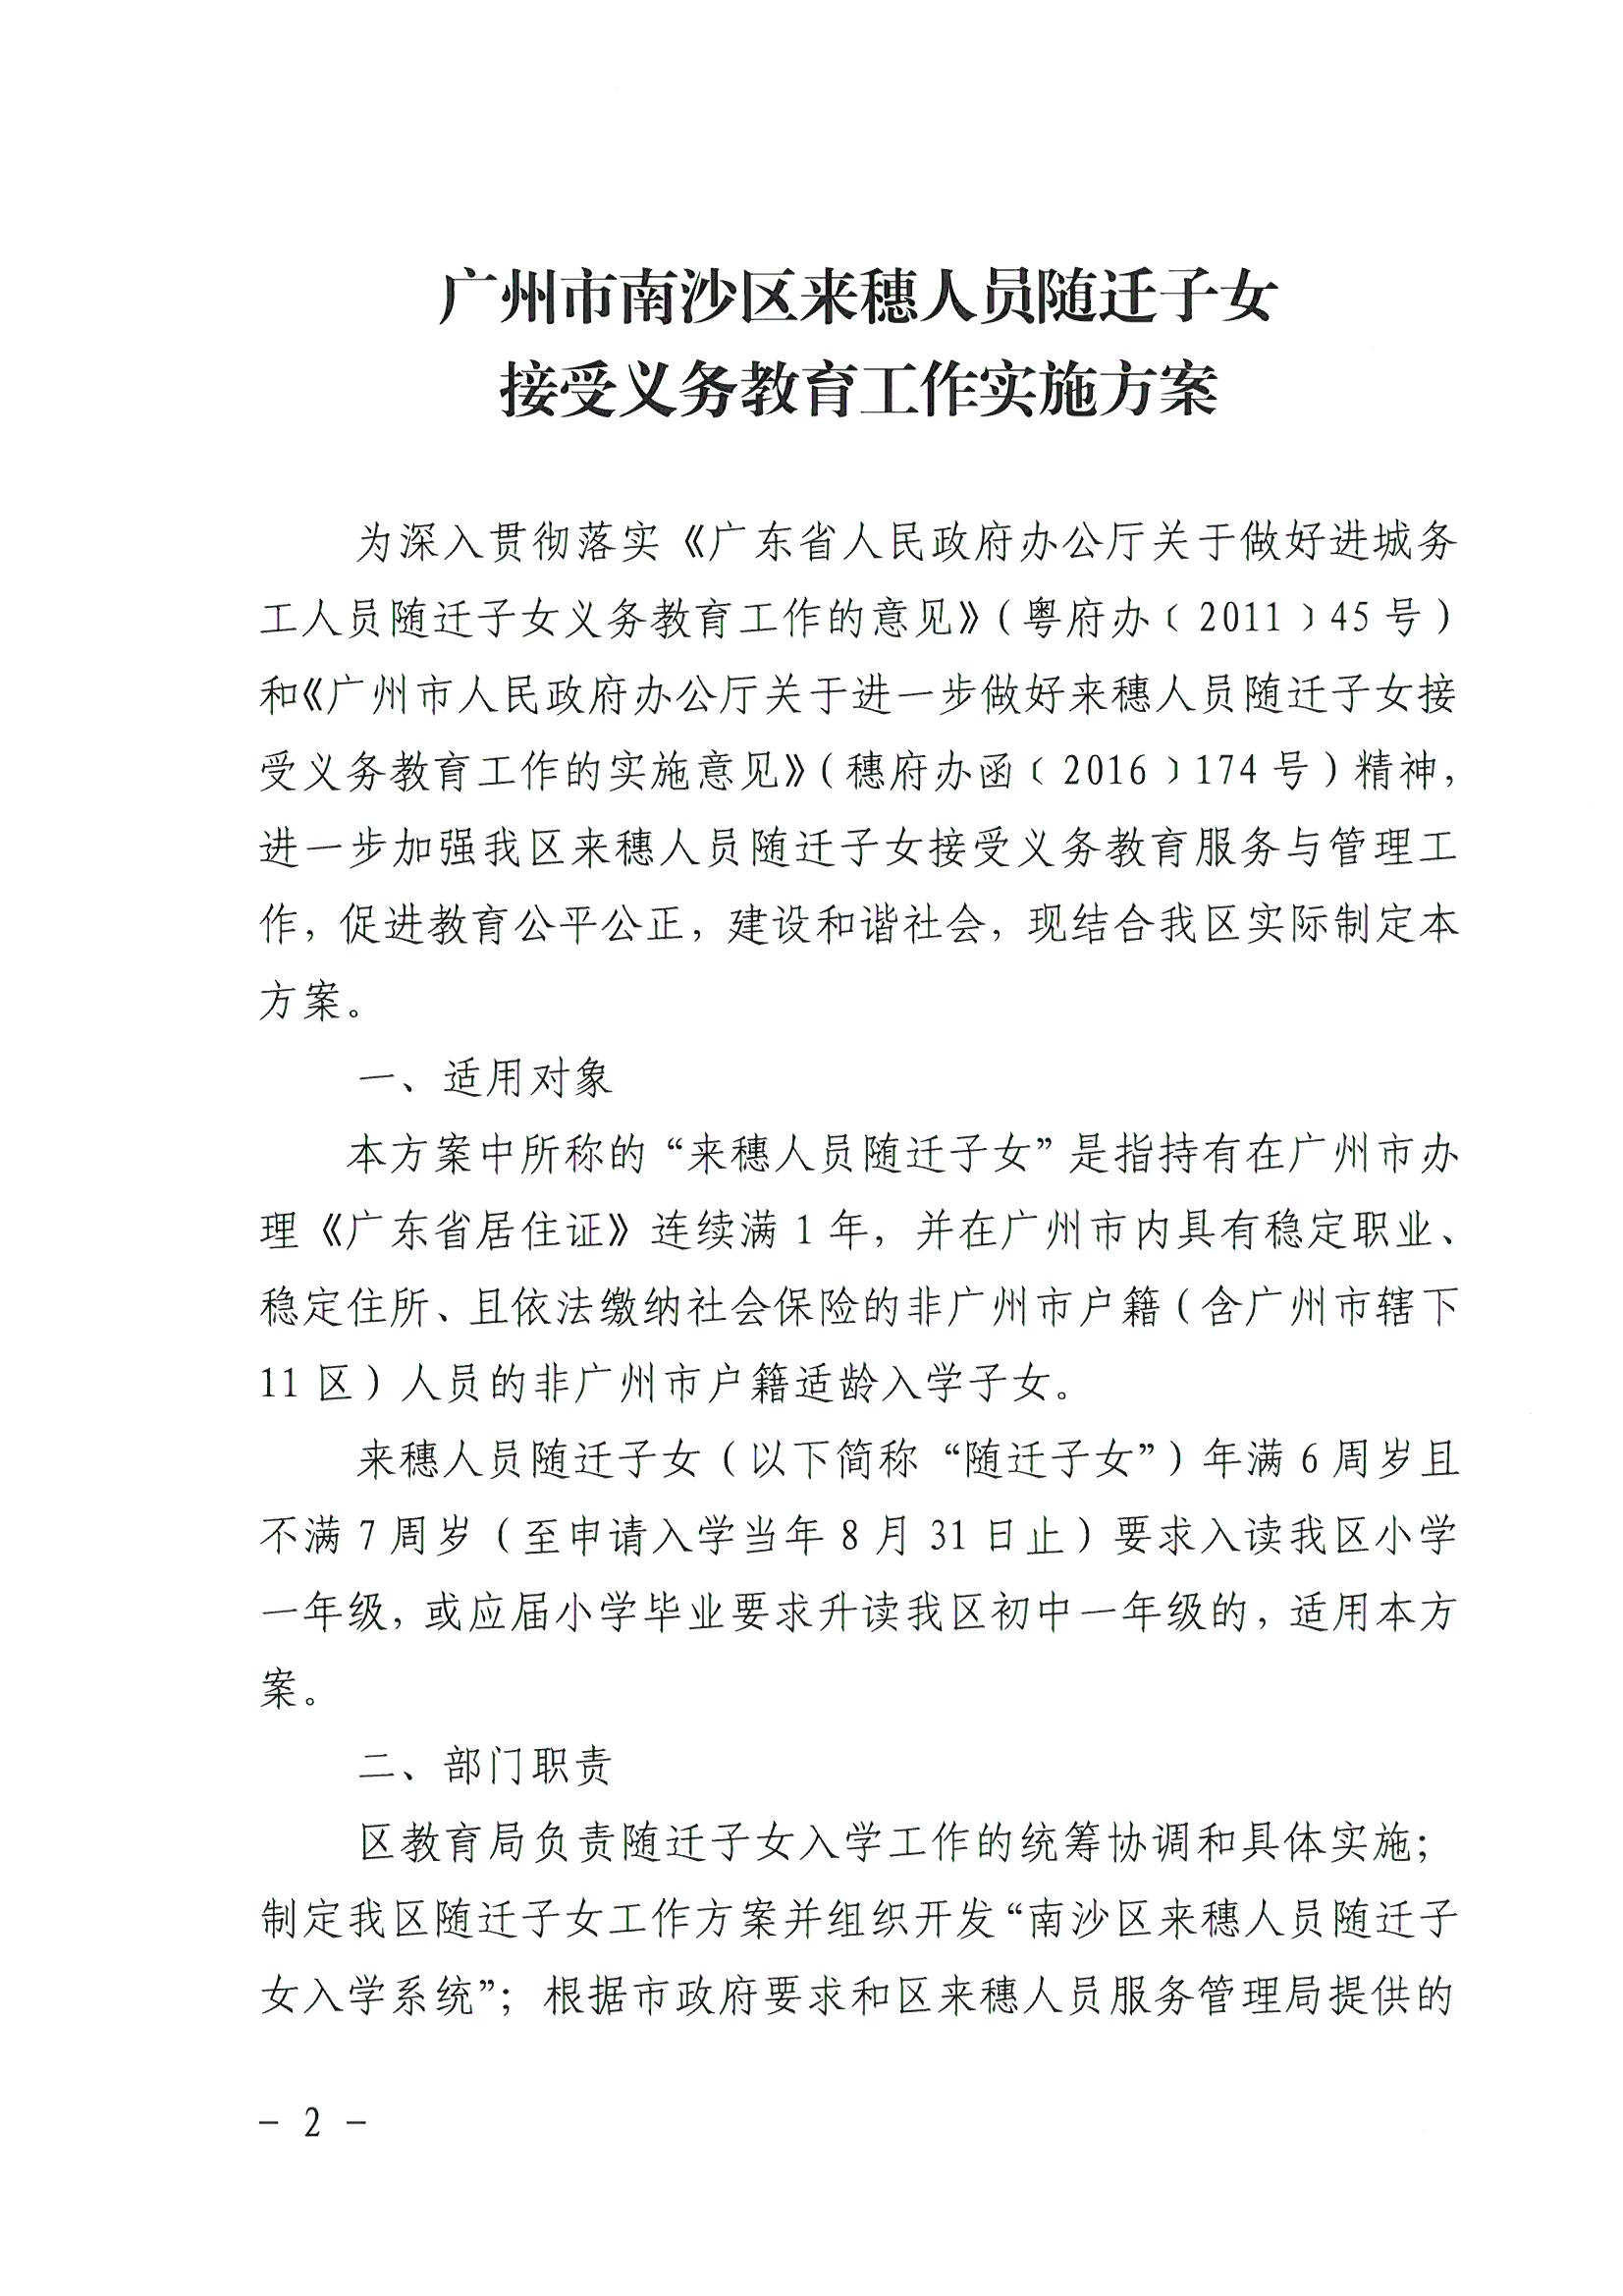 广州市南沙区来穗人员随迁子女
接受义务教育工作实施方案
为深入贯彻落实《广东省人民政府办公厅关于做好进城务
工人员随迁子女义务教育工作的意见》（粤府办﹝2011﹞45号）
和《广州市人民政府办公厅关于进一步做好来穗人员随迁子女接
受义务教育工作的实施意见》（穗府办函﹝2016﹞174号）精神，
进一步加强我区来穗人员随迁子女接受义务教育服务与管理工
作，促进教育公平公正，建设和谐社会，现结合我区实际制定本
方案。
一、适用对象
本方案中所称的“来穗人员随迁子女”是指持有在广州市办
理《广东省居住证》连续满1年，并在广州市内具有稳定职业、
稳定住所、且依法缴纳社会保险的非广州市户籍（含广州市辖下
11区）人员的非广州市户籍适龄入学子女。
来穗人员随迁子女（以下简称“随迁子女”）年满6周岁且
不满7周岁（至申请入学当年8月31日止）要求入读我区小学
一年级，或应届小学毕业要求升读我区初中一年级的，适用本方
案。
二、部门职责
区教育局负责随迁子女入学工作的统筹协调和具体实施；
制定我区随迁子女工作方案并组织开发“南沙区来穗人员随迁子
女入学系统”；根据市政府要求和区来穗人员服务管理局提供的
- 2 -